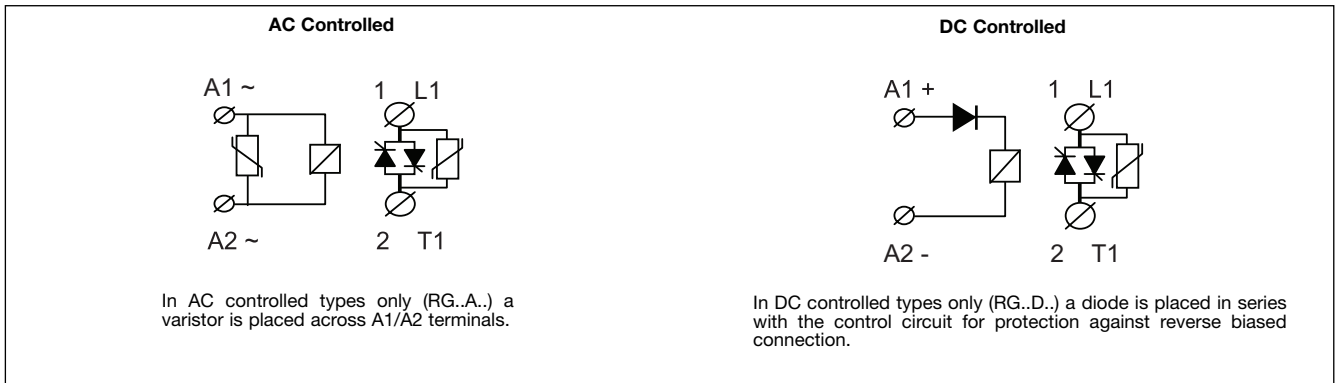 AC Controlled
A1 ~
1 L1
A2 ~
2 T1
In AC controlled types only (RG..A..) a
varistor is placed across A1/A2 terminals.
DC Controlled
A1 +
1 L1
A2 -
2 T1
In DC controlled types only (RG..D..) a diode is placed in series
with the control circuit for protection against reverse biased
connection.